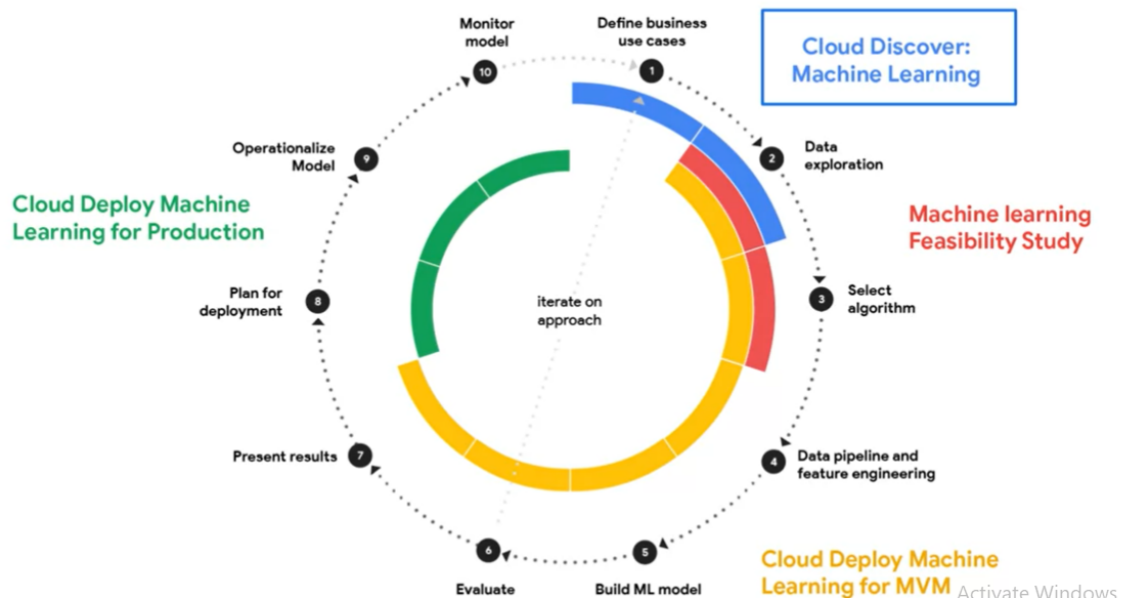 Monitor
model
Define business
use cases
Cloud Discover:
Machine Learning
10
1
Operationalize
Model
9
2
Data
exploration
Cloud Deploy Machine
Learning for Production
Machine learning
Feasibility Study
Plan for
deployment
8
iterate on
approach
3
Select
algorithm
Present results
7
4
Data pipeline and
feature engineering
6
5
Evaluate
Build ML model
Cloud Deploy Machine
Learning for MVM
Activate Windows